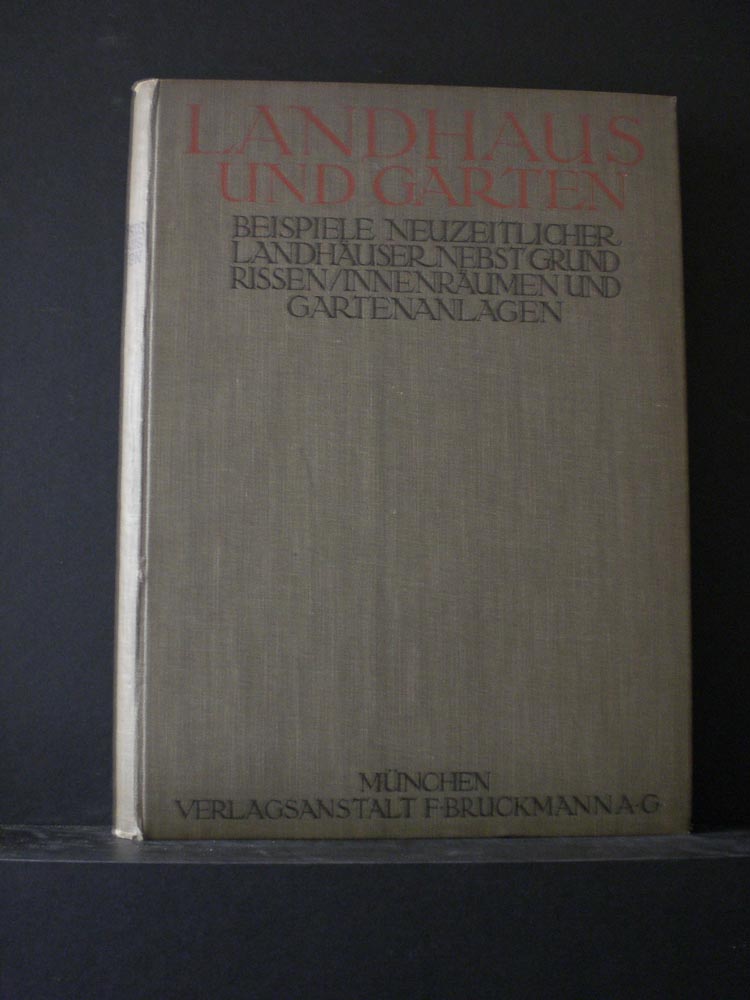 LANDHAUS
UND GARTEN
BEISPIELE NEUZEITLICHER
LANDHÄUSER NEBST GRUND
RISSEN/INNENRÄUMEN UND
GARTENANLAGEN
MÜNCHEN
VERLAGSANSTALT F·BRUCKMANN A·G